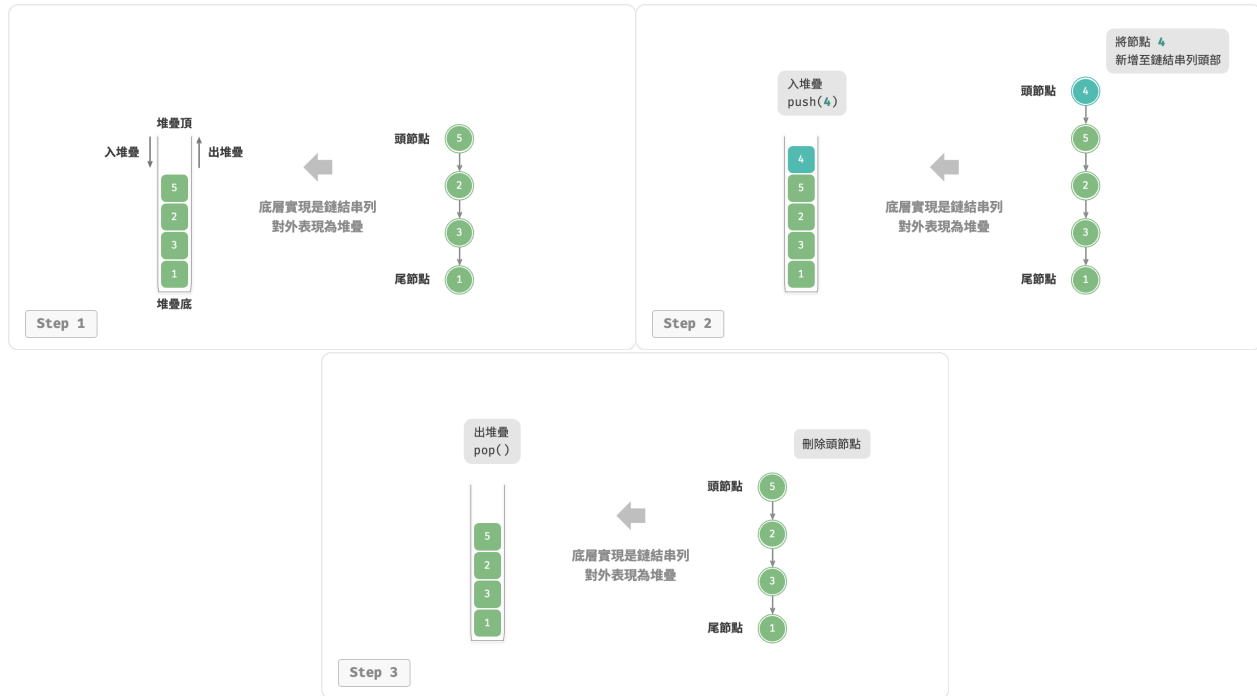 堆疊頂
入堆疊
出堆疊
5
2
3
1
堆疊底
底層實現是鏈結串列
對外表現為堆疊
頭節點
5
2
3
尾節點
1
Step 1
入堆疊
push(4)
4
5
2
3
1
底層實現是鏈結串列
對外表現為堆疊
將節點 4
新增至鏈結串列頭部
頭節點
4
5
2
3
尾節點
1
Step 2
出堆疊
pop()
5
2
3
1
底層實現是鏈結串列
對外表現為堆疊
刪除頭節點
頭節點
5
2
3
尾節點
1
Step 3